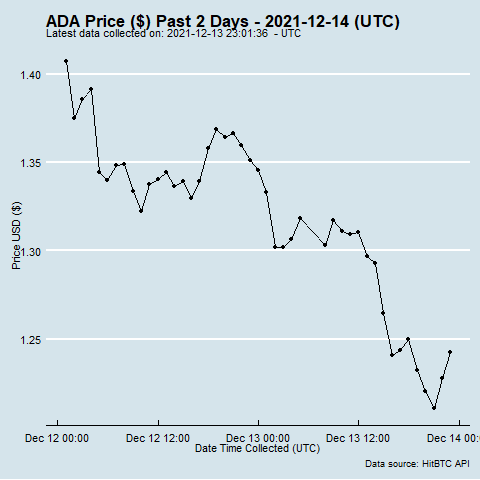 ADA Price ($) Past 2 Days - 2021-12-14 (UTC)
Latest data collected on: 2021-12-13 23:01:36 - UTC
1.40
1.35
1.30
1.25
Price USD ($)
Dec 12 00:00 Dec 12 12:00 Dec 13 00:00 Dec 13 12:00 Dec 14 00:
Date Time Collected (UTC)
Data source: HitBTC API